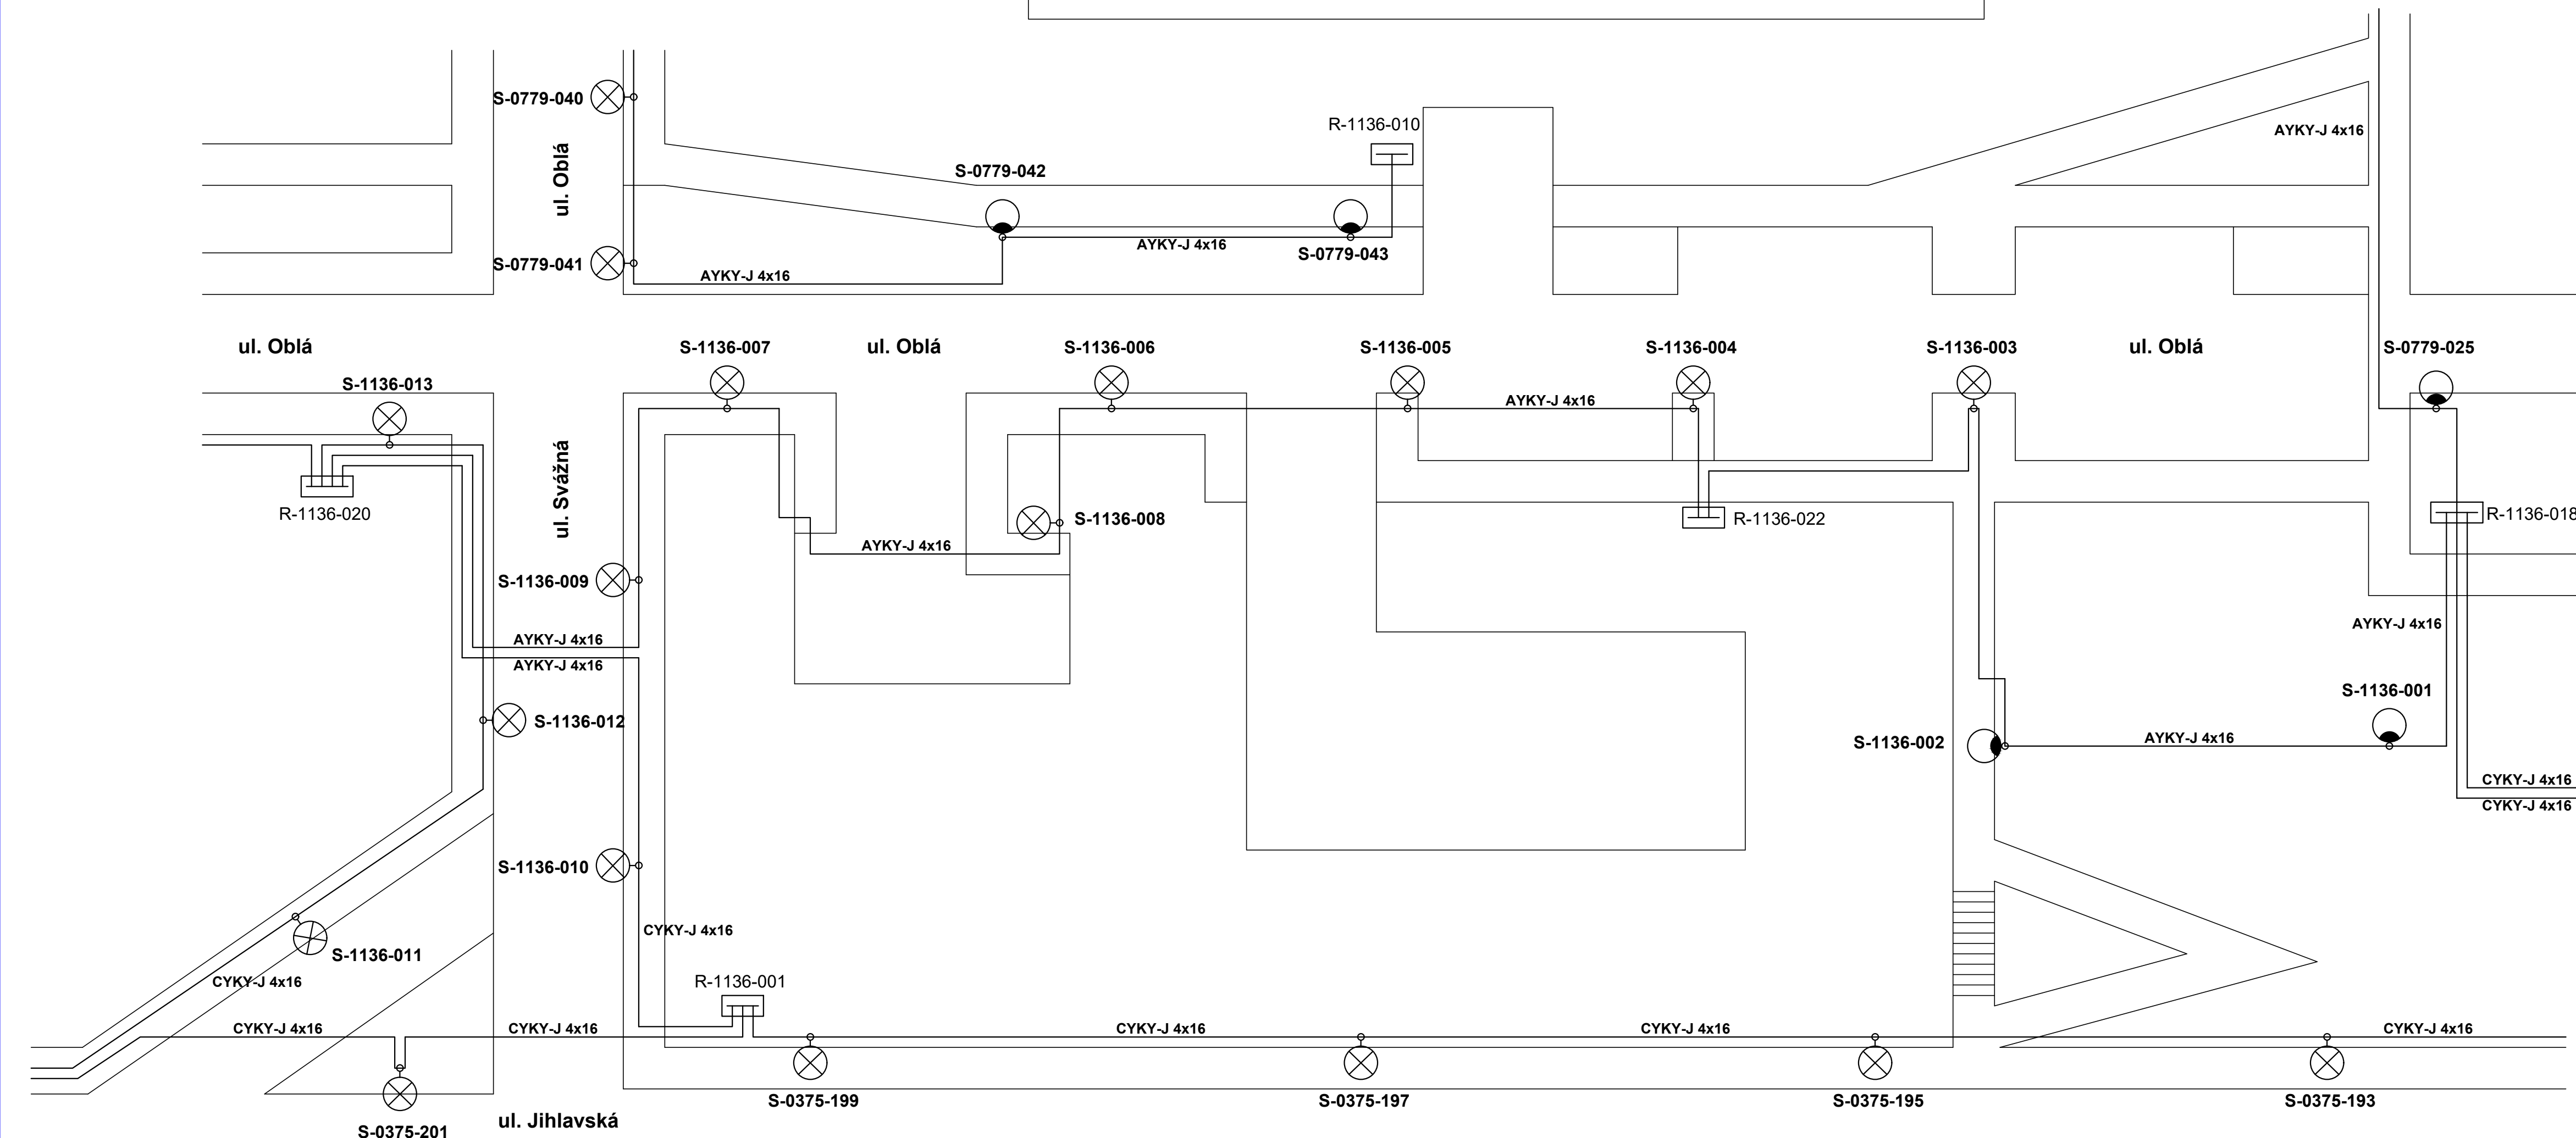 S-0779-040
R-1136-010
AYKY-J 4x16
ul. Oblá
S-0779-042
AYKY-J 4x16
S-0779-043
S-0779-041
AYKY-J 4x16
ul. Oblá
S-1136-007
ul. Oblá
S-1136-006
S-1136-005
S-1136-004
S-1136-003
ul. Oblá
S-0779-025
S-1136-013
AYKY-J 4x16
ul. Svážná
R-1136-020
S-1136-008
R-1136-022
R-1136-018
AYKY-J 4x16
S-1136-009
AYKY-J 4x16
AYKY-J 4x16
AYKY-J 4x16
S-1136-001
S-1136-012
S-1136-002
AYKY-J 4x16
CYKY-J 4x16
CYKY-J 4x16
S-1136-010
CYKY-J 4x16
S-1136-011
CYKY-J 4x16
R-1136-001
CYKY-J 4x16
CYKY-J 4x16
CYKY-J 4x16
CYKY-J 4x16
CYKY-J 4x16
S-0375-199
S-0375-197
S-0375-195
S-0375-193
ul. Jihlavská
S-0375-201